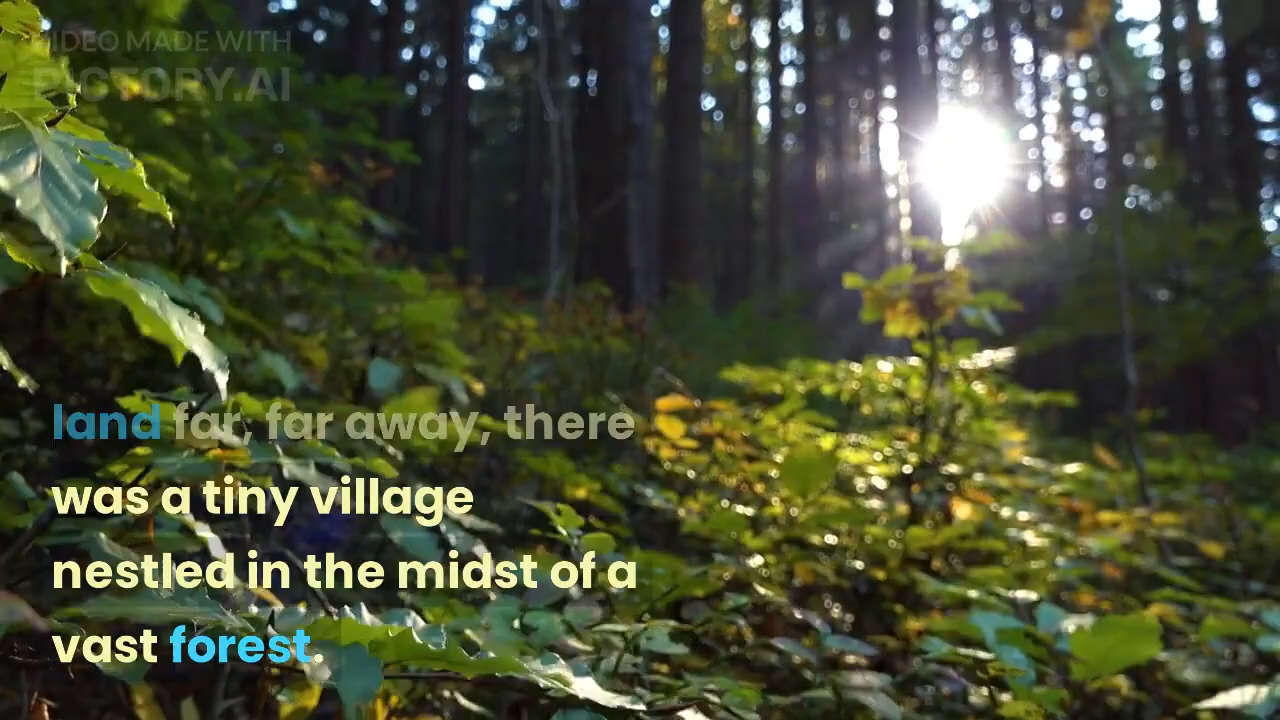 VIDEO MADE WITH
PICTORY.AI
land far, far away, there
was a tiny village
nestled in the midst of a
vast forest.